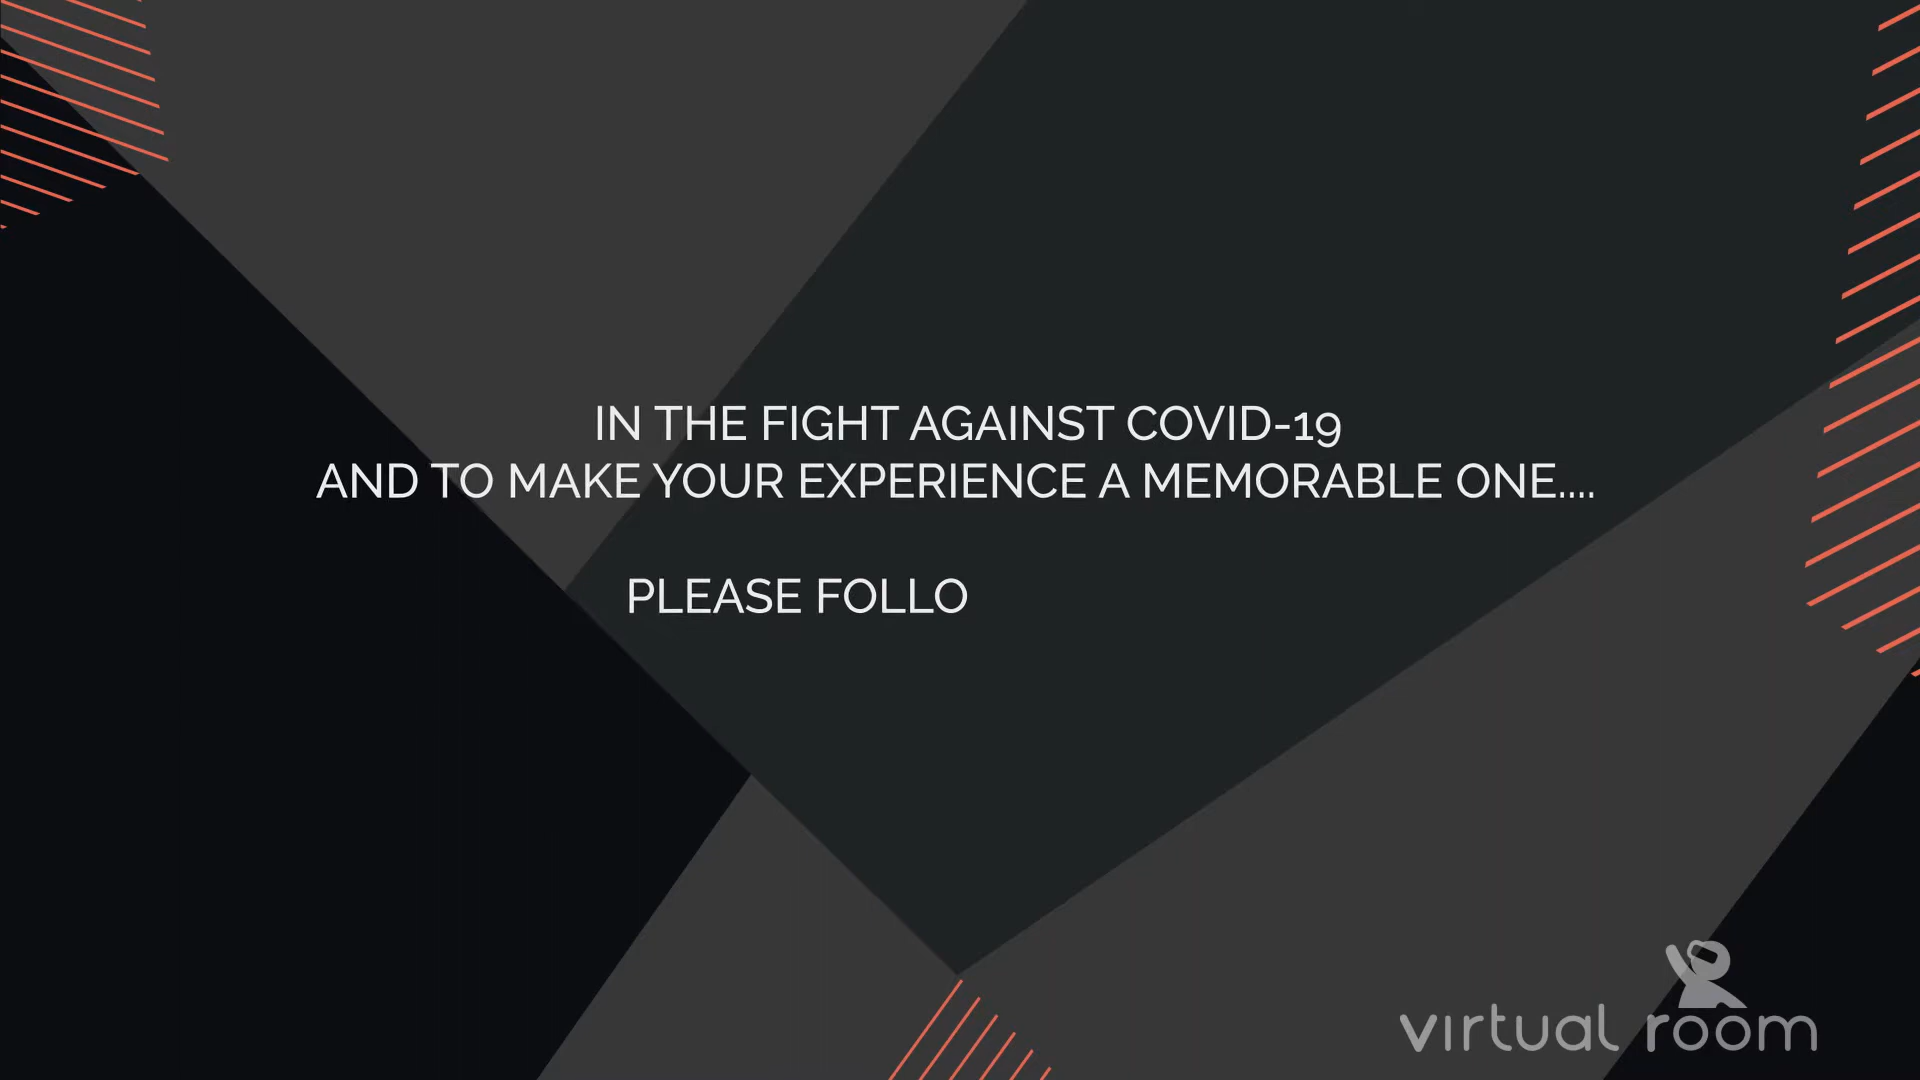 IN THE FIGHT AGAINST COVID-19
AND TO MAKE YOUR EXPERIENCE A MEMORABLE ONE....
PLEASE FOLLO
virtual room